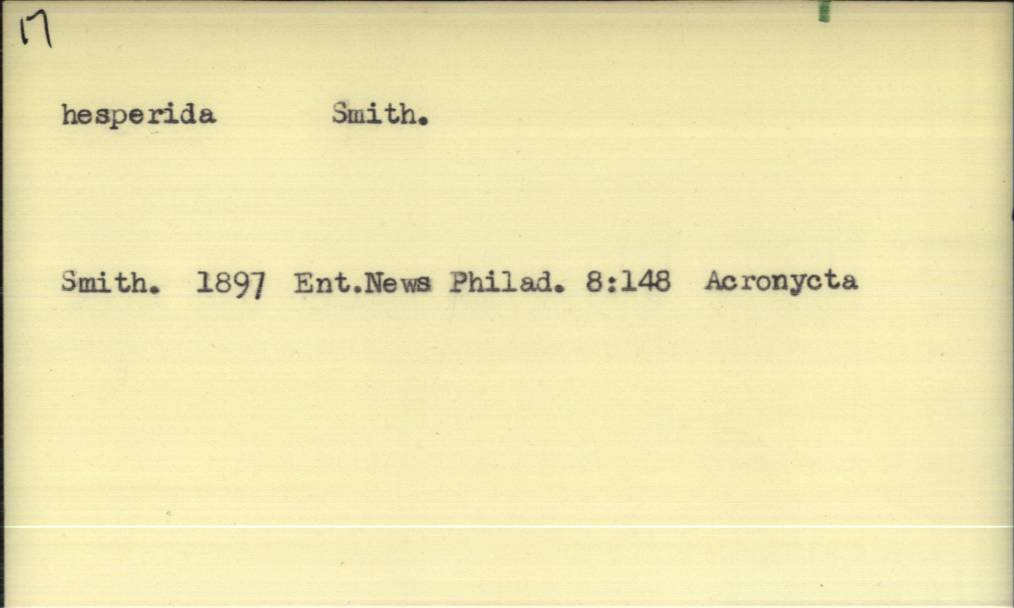 17
hesperida Smith.
Smith. 1897 Ent.News Philad. 8:148 Acronycta